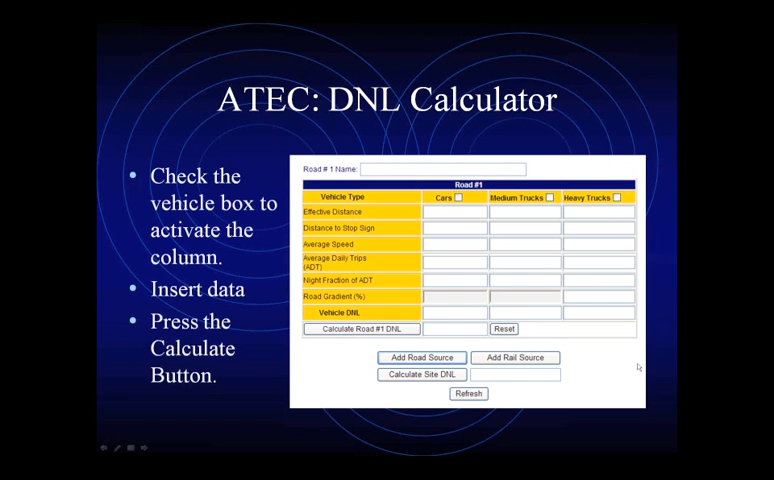 ATEC: DNL Calculator
• Check the
vehicle box to
activate the
column.
• Insert data
• Press the
Calculate
Button.
Road # 1 Name:
Road #1
Vehicle Type Cars Medium Trucks Heavy Trucks
Effective Distance
Distance to Stop Sign
Average Speed
Average Daily Trips
(ADT)
Night Fraction of ADT
Road Gradient (%)
Vehicle DNL
Calculate Road #1 DNL Reset
Add Road Source Add Rail Source
Calculate Site DNL
Refresh